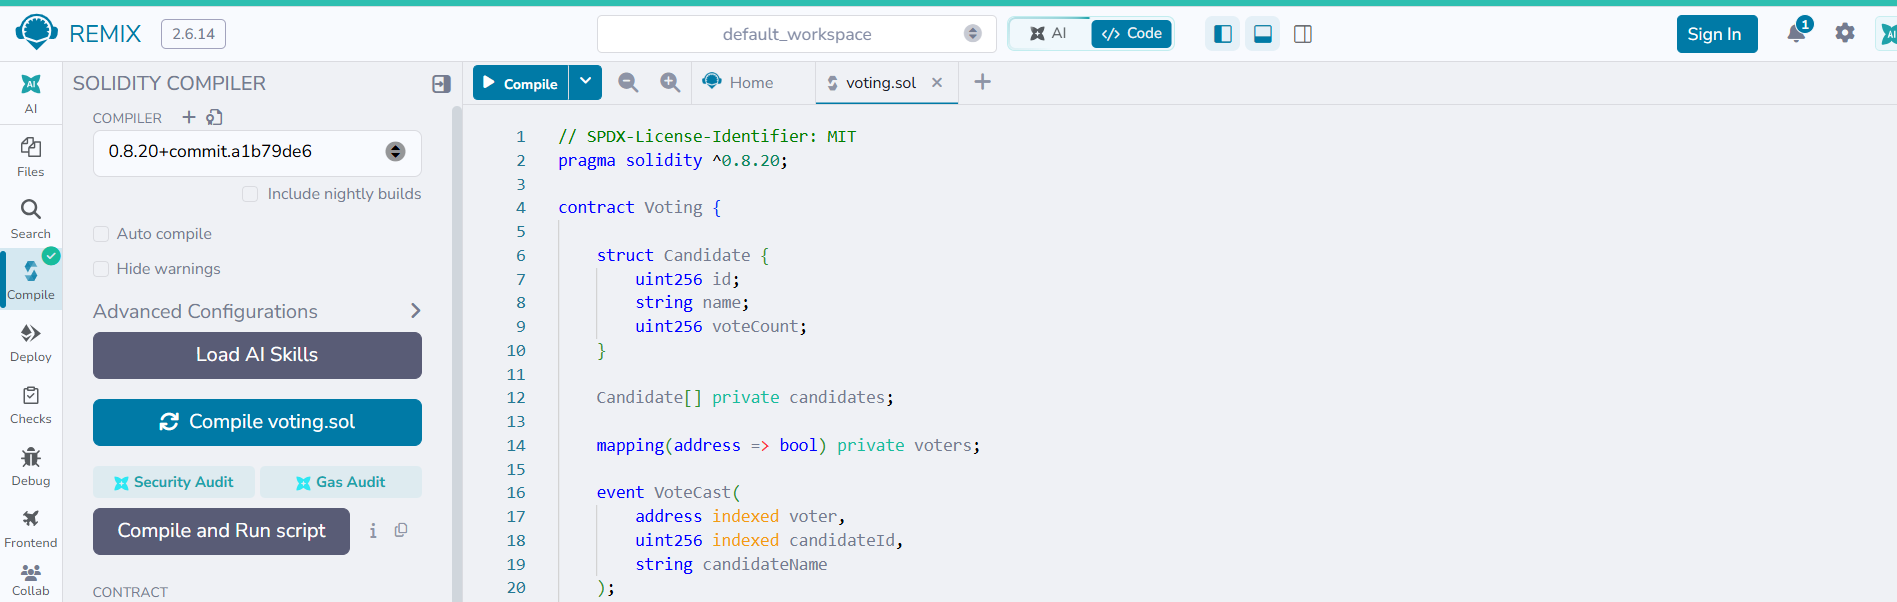 REMIX 2.6.14 default_workspace AI </> Code Sign In 1 AI
AI
Files
Search
Compile
Deploy
Checks
Debug
Frontend
Collab
SOLIDITY COMPILER
COMPILER
0.8.20+commit.a1b79de6
Include nightly builds
Auto compile
Hide warnings
Advanced Configurations
Load AI Skills
Compile voting.sol
Security Audit Gas Audit
Compile and Run script i
CONTRACT
Compile Home voting.sol
1 // SPDX-License-Identifier: MIT
2 pragma solidity ^0.8.20;
3
4 contract Voting {
5
6 struct Candidate {
7 uint256 id;
8 string name;
9 uint256 voteCount;
10 }
11
12 Candidate[] private candidates;
13
14 mapping(address => bool) private voters;
15
16 event VoteCast(
17 address indexed voter,
18 uint256 indexed candidateId,
19 string candidateName
20 );